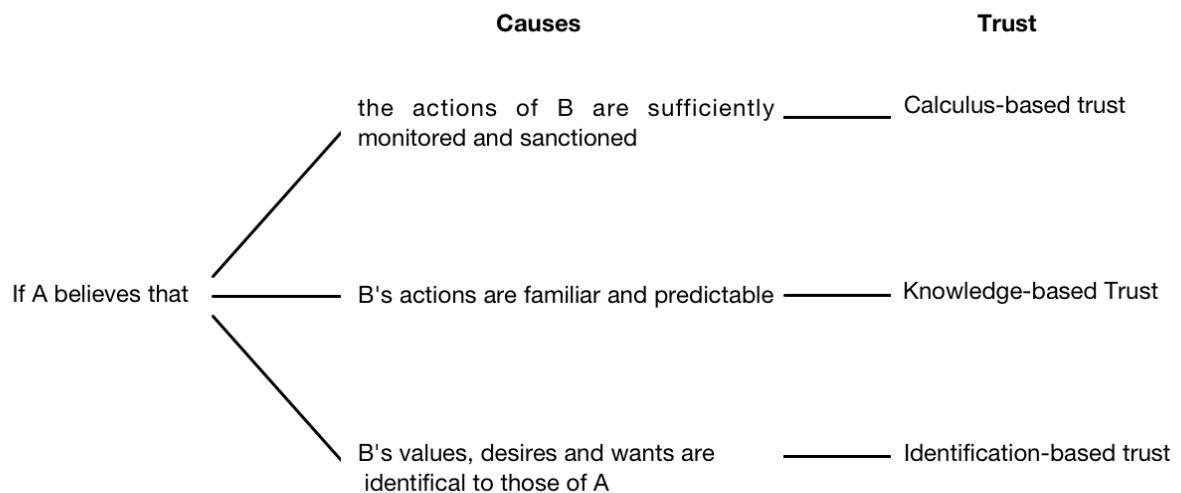 Causes
Trust
the actions of B are sufficiently
monitored and sanctioned
Calculus-based trust
If A believes that
B's actions are familiar and predictable
Knowledge-based Trust
B's values, desires and wants are
identifical to those of A
Identification-based trust